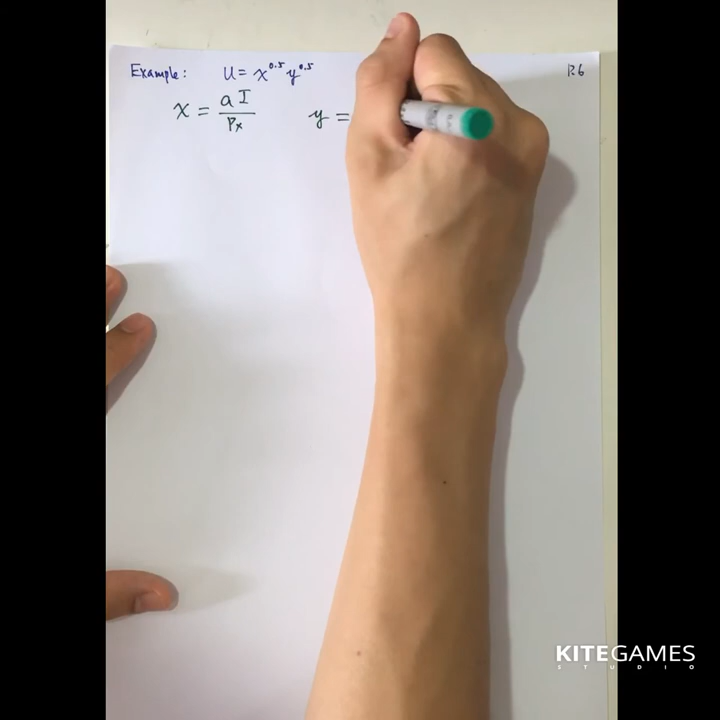 Example: U = x^0.5 y^0.5 126
x = aI / Px y =
KITEGAMES
STUDIO